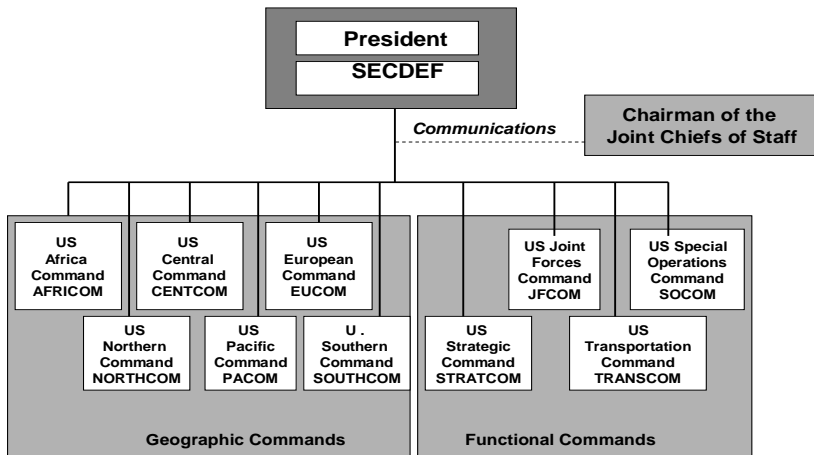 President
SECDEF
Communications
Chairman of the
Joint Chiefs of Staff
US
Africa
Command
AFRICOM
US
Central
Command
CENTCOM
US
European
Command
EUCOM
US Joint
Forces
Command
JFCOM
US Special
Operations
Command
SOCOM
US
Northern
Command
NORTHCOM
US
Pacific
Command
PACOM
U .
Southern
Command
SOUTHCOM
US
Strategic
Command
STRATCOM
US
Transportation
Command
TRANSCOM
Geographic Commands
Functional Commands